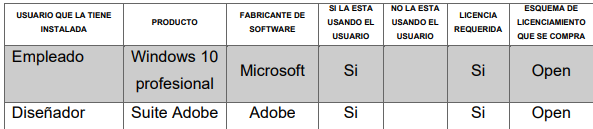 USUARIO QUE LA TIENE INSTALADA
PRODUCTO
FABRICANTE DE SOFTWARE
SI LA ESTA USANDO EL USUARIO
NO LA ESTA USANDO EL USUARIO
LICENCIA REQUERIDA
ESQUEMA DE LICENCIAMIENTO QUE SE COMPRA
Empleado
Windows 10 profesional
Microsoft
Si
Si
Open
Diseñador
Suite Adobe
Adobe
Si
Si
Open